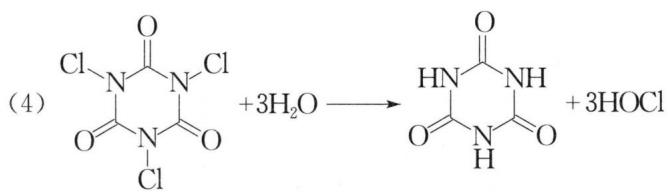 O
Cl N N Cl
(4) O N O +3H₂O ⟶ HN NH O N O +3HOCl
Cl H
O